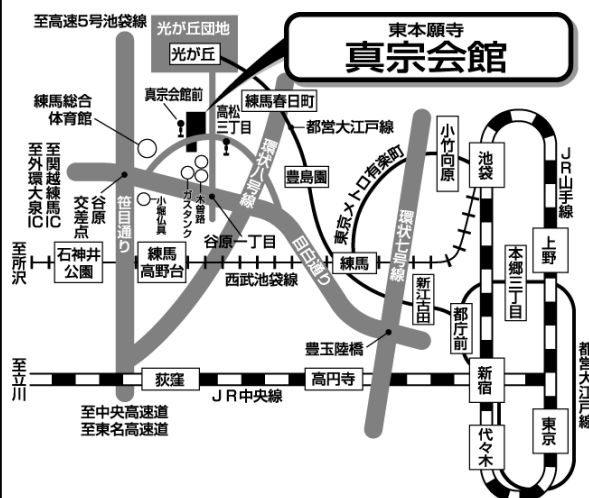 至高速5号池袋線
光が丘団地
光が丘
東本願寺
真宗会館
真宗会館前
高松
三丁目
練馬春日町
都営大江戸線
練馬総合
体育館
至関越練馬IC
至外環大泉IC
谷原
交差点
笹目通り
小堀仏具
ガスタンク
木曽路
谷原一丁目
環状八号線
豊島園
目白通り
東京メトロ有楽町
小竹向原
環状七号線
池袋
JR山手線
上野
本郷三丁目
至所沢
石神井
公園
練馬
高野台
西武池袋線
練馬
新江古田
都庁前
豊玉陸橋
都営大江戸線
至立川
荻窪
JR中央線
高円寺
新宿
代々木
東京
至中央高速道
至東名高速道